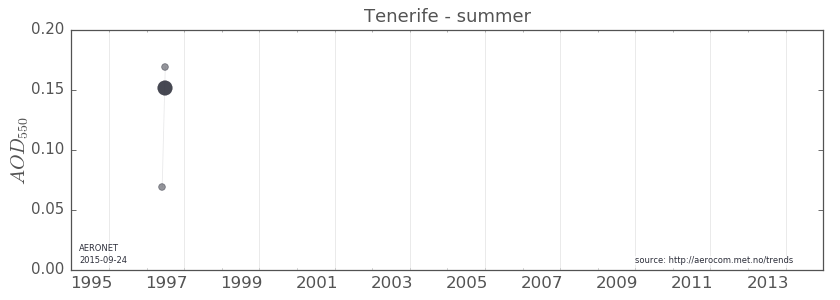 Tenerife - summer
0.20
0.15
0.10
0.05
0.00
AOD550
AERONET
2015-09-24
source: http://aerocom.met.no/trends
1995 1997 1999 2001 2003 2005 2007 2009 2011 2013